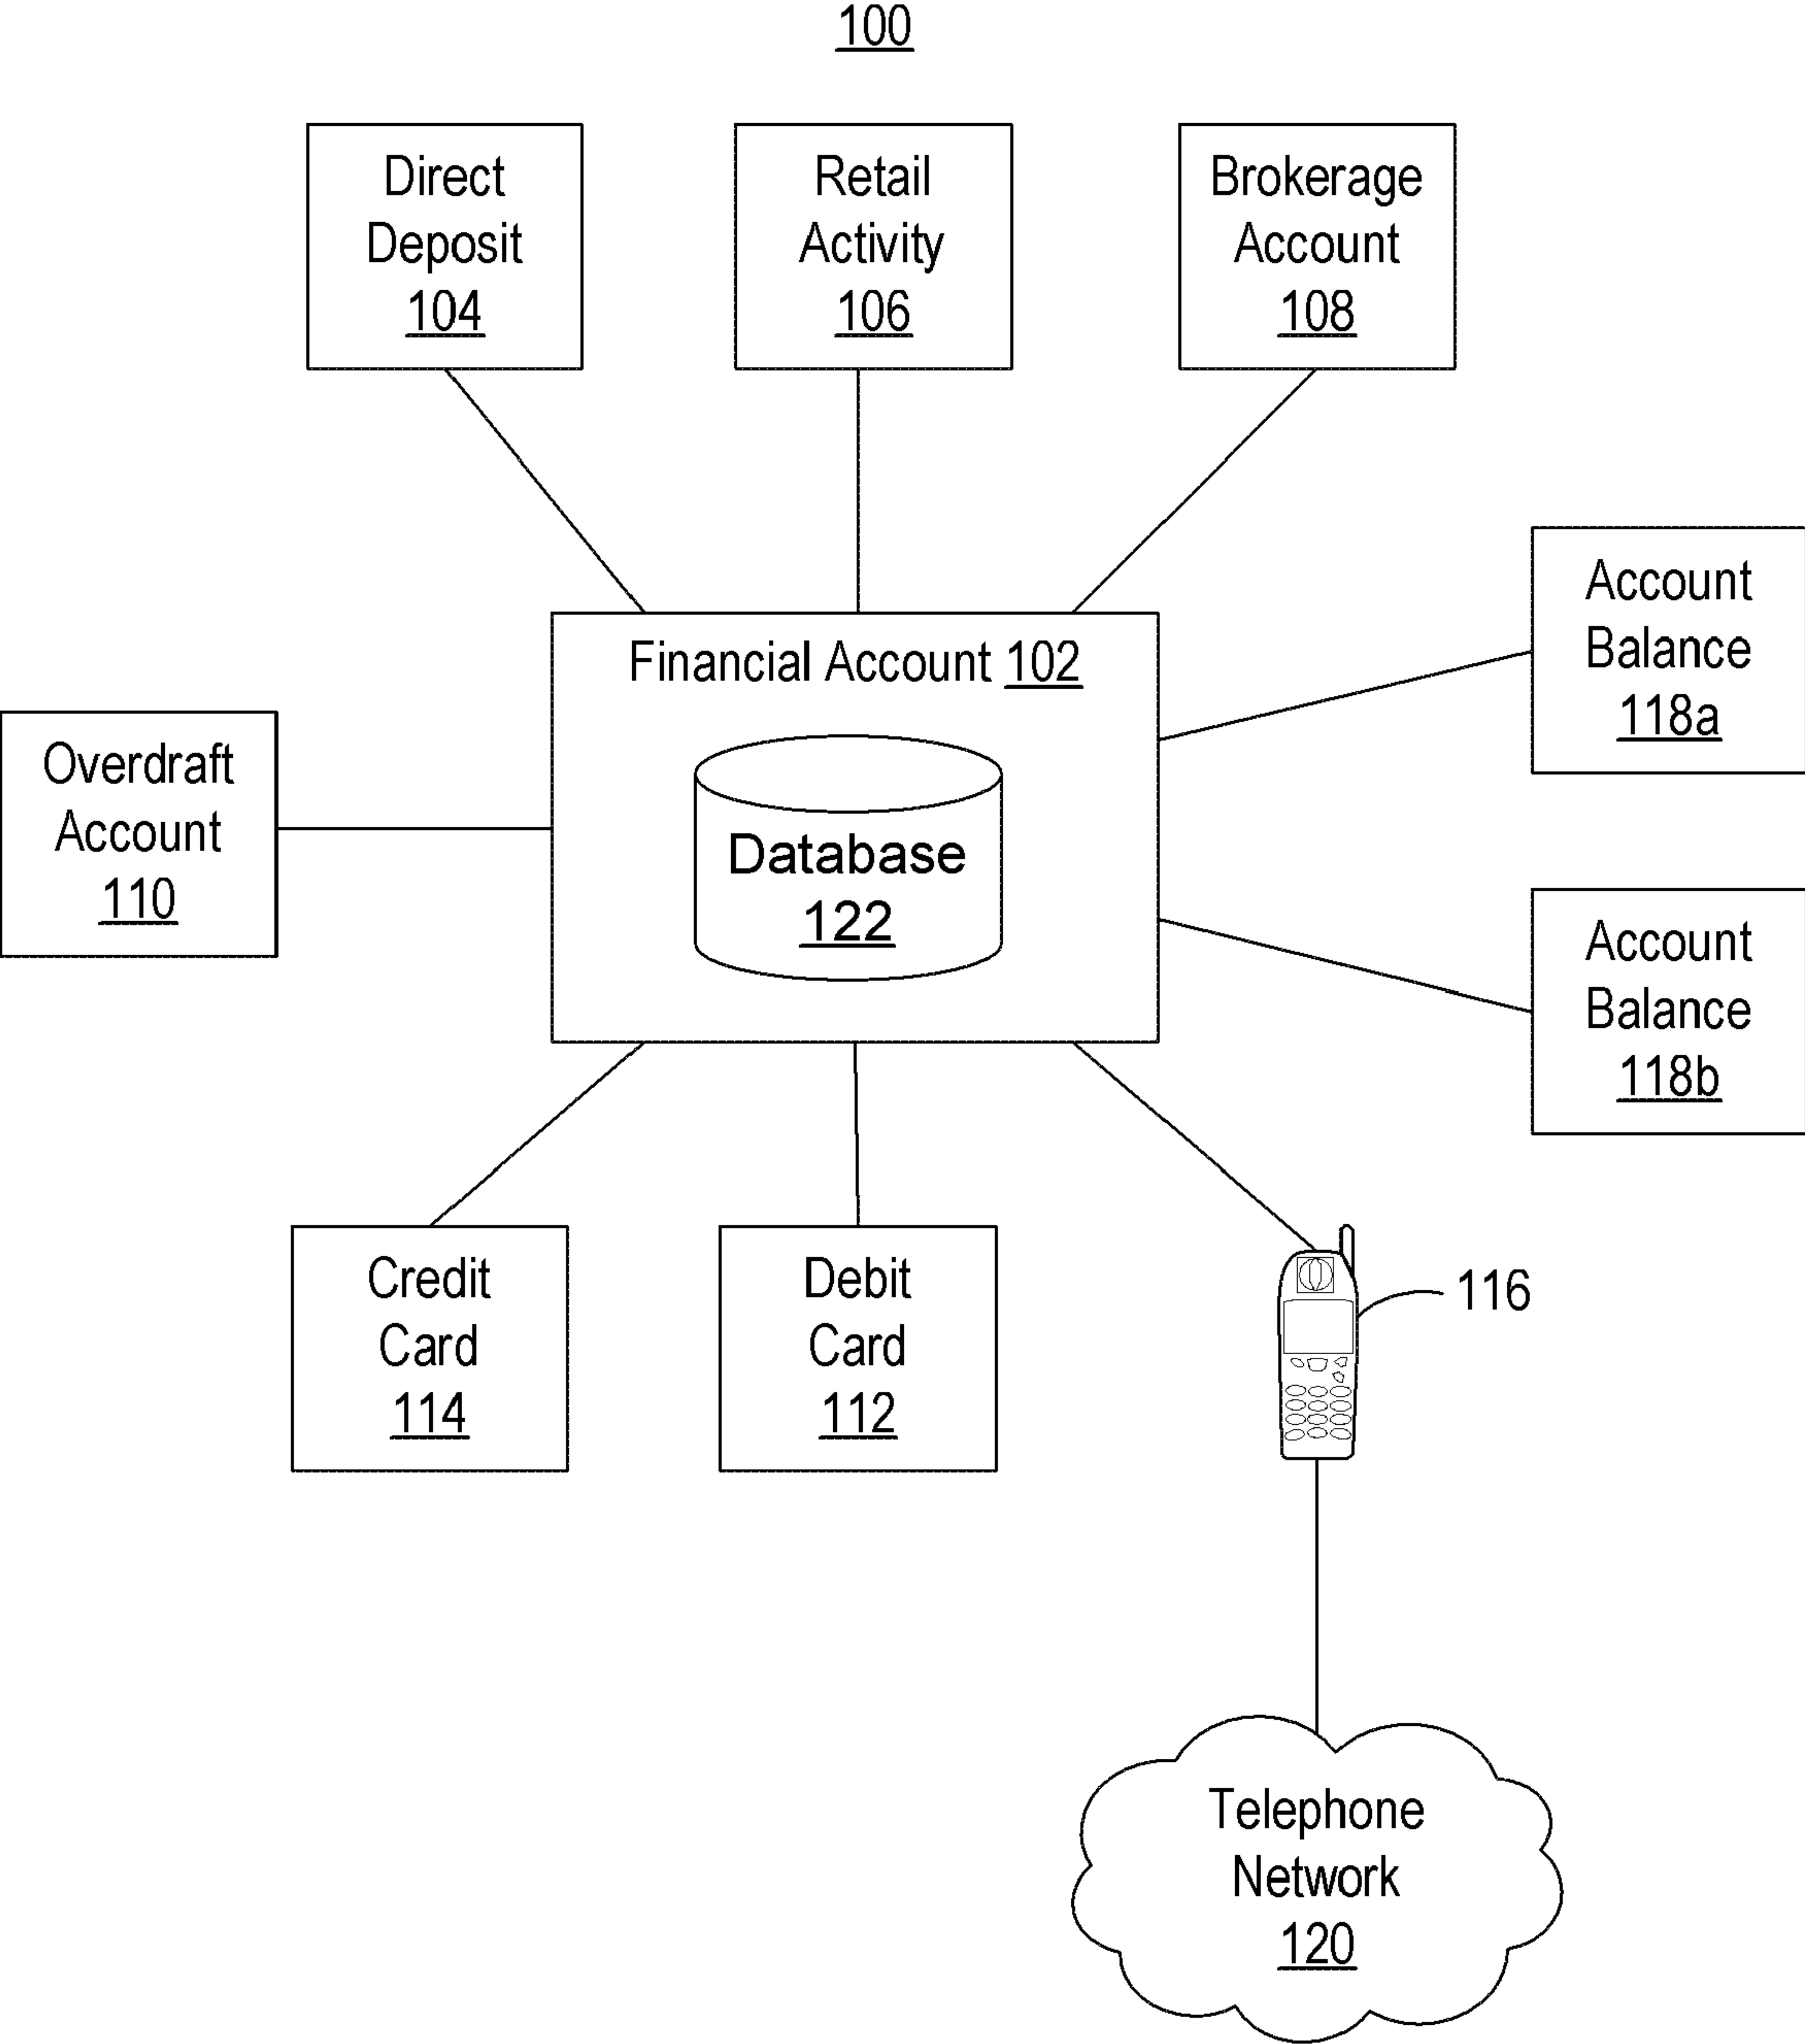 100
Direct
Deposit
104
Retail
Activity
106
Brokerage
Account
108
Financial Account 102
Database
122
Account
Balance
118a
Overdraft
Account
110
Account
Balance
118b
Credit
Card
114
Debit
Card
112
116
Telephone
Network
120